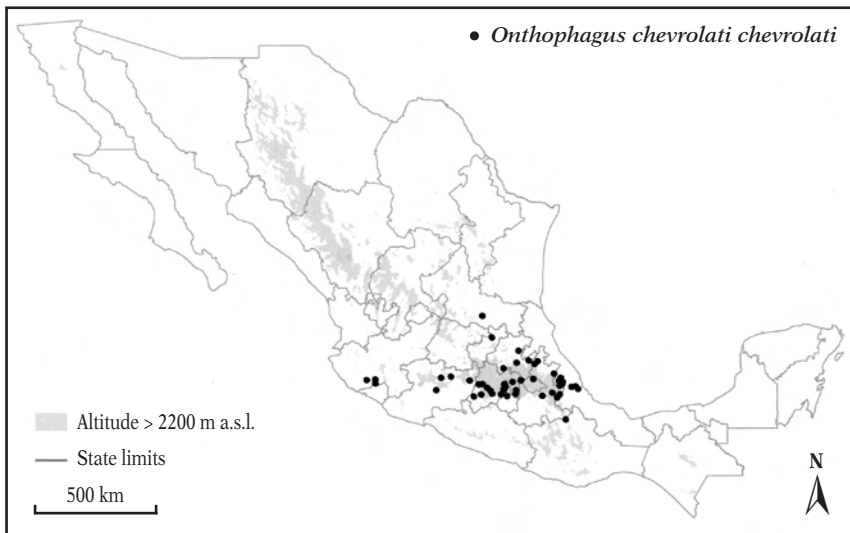 Onthophagus chevrolati chevrolati
Altitude > 2200 m a.s.l.
State limits
500 km
N